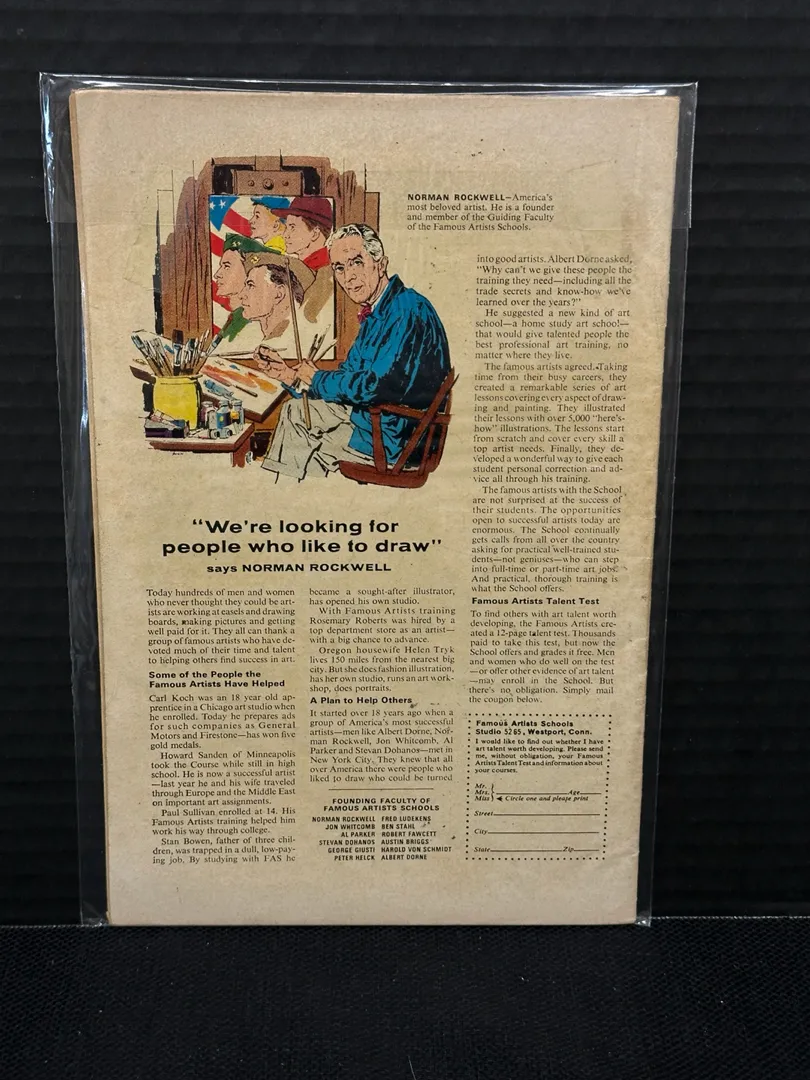 NORMAN ROCKWELL—America's
most beloved artist. He is a founder
and member of the Guiding Faculty
of the Famous Artists Schools.
"We're looking for
people who like to draw"
says NORMAN ROCKWELL
Today hundreds of men and women
who never thought they could be art-
ists are working at easels and drawing
boards, making pictures and getting
well paid for it. They all can thank a
group of famous artists who have de-
voted much of their time and talent
to helping others find success in art.
Some of the People the
Famous Artists Have Helped
Carl Koch was an 18 year old ap-
prentice in a Chicago art studio when
he enrolled. Today he prepares ads
for such companies as General
Motors and Firestone—has won five
gold medals.
Howard Sanden of Minneapolis
took the Course while still in high
school. He is now a successful artist
—last year he and his wife traveled
through Europe and the Middle East
on important art assignments.
Paul Sullivan enrolled at 14. His
Famous Artists training helped him
work his way through college.
Stan Bowen, father of three chil-
dren, was trapped in a dull, low-pay-
ing job. By studying with FAS he
became a sought-after illustrator,
has opened his own studio.
With Famous Artists training
Rosemary Roberts was hired by a
top department store as an artist—
with a big chance to advance.
Oregon housewife Helen Tryk
lives 150 miles from the nearest big
city. But she does fashion illustration,
has her own studio, runs an art work-
shop, does portraits.
A Plan to Help Others
It started over 18 years ago when a
group of America's most successful
artists—men like Albert Dorne, Nor-
man Rockwell, Jon Whitcomb, Al
Parker and Stevan Dohanos—met in
New York City. They knew that all
over America there were people who
liked to draw who could be turned
FOUNDING FACULTY OF
FAMOUS ARTISTS SCHOOLS
NORMAN ROCKWELL FRED LUDEKENS
JON WHITCOMB BEN STAHL
AL PARKER ROBERT FAWCETT
STEVAN DOHANOS AUSTIN BRIGGS
GEORGE GIUSTI HAROLD VON SCHMIDT
PETER HELCK ALBERT DORNE
into good artists. Albert Dorne asked,
"Why can't we give these people the
training they need—including all the
trade secrets and know-how we've
learned over the years?"
He suggested a new kind of art
school—a home study art school—
that would give talented people the
best professional art training, no
matter where they live.
The famous artists agreed. Taking
time from their busy careers, they
created a remarkable series of art
lessons covering every aspect of draw-
ing and painting. They illustrated
their lessons with over 5,000 "here's-
how" illustrations. The lessons start
from scratch and cover every skill a
top artist needs. Finally, they de-
veloped a wonderful way to give each
student personal correction and ad-
vice all through his training.
The famous artists with the School
are not surprised at the success of
their students. The opportunities
open to successful artists today are
enormous. The School continually
gets calls from all over the country
asking for practical well-trained stu-
dents—not geniuses—who can step
into full-time or part-time art jobs.
And practical, thorough training is
what the School offers.
Famous Artists Talent Test
To find others with art talent worth
developing, the Famous Artists cre-
ated a 12-page talent test. Thousands
paid to take this test, but now the
School offers and grades it free. Men
and women who do well on the test
—or offer other evidence of art talent
—may enroll in the School. But
there's no obligation. Simply mail
the coupon below.
Famous Artists Schools
Studio 5265, Westport, Conn.
I would like to find out whether I have
art talent worth developing. Please send
me, without obligation, your Famous
Artists Talent Test and information about
your courses.
Mr.
Mrs. Age
Miss Circle one and please print
Street
City
State Zip